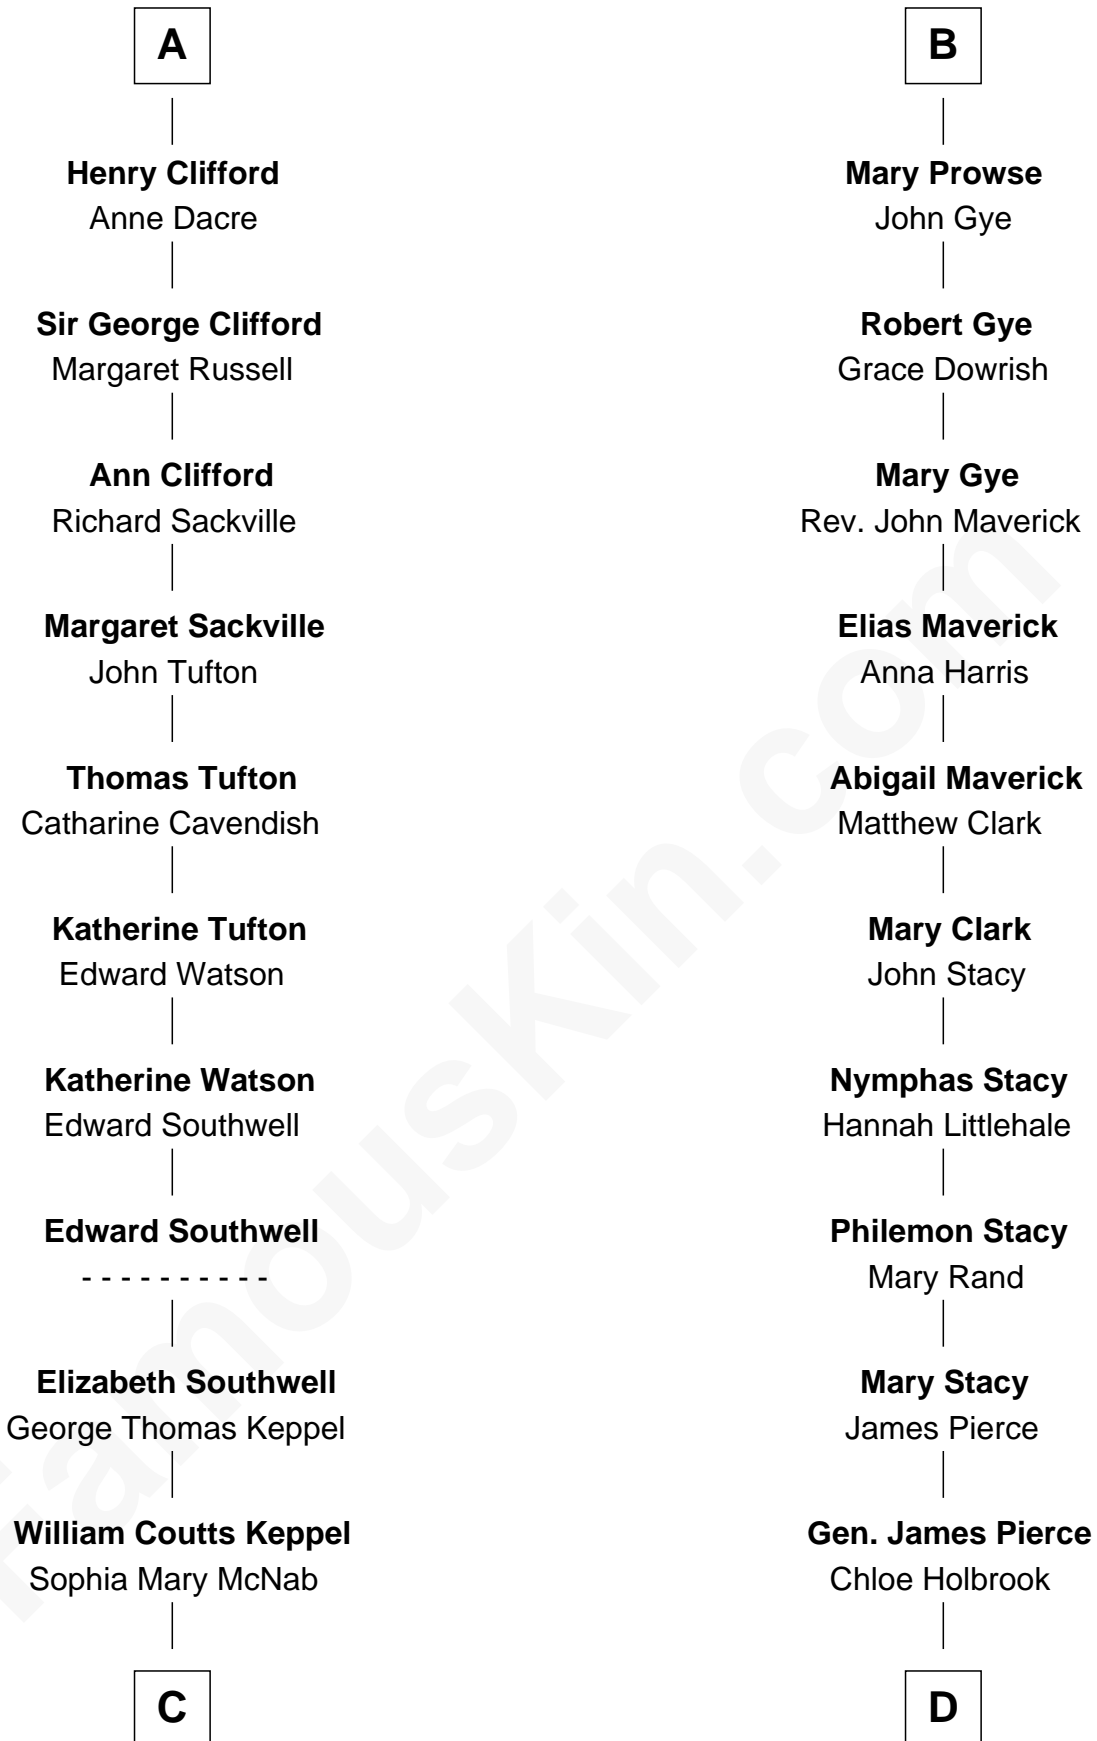 A
Henry Clifford
Anne Dacre
Sir George Clifford
Margaret Russell
Ann Clifford
Richard Sackville
Margaret Sackville
John Tufton
Thomas Tufton
Catharine Cavendish
Katherine Tufton
Edward Watson
Katherine Watson
Edward Southwell
Edward Southwell
- - - - - - - - - -
Elizabeth Southwell
George Thomas Keppel
William Coutts Keppel
Sophia Mary McNab
C
B
Mary Prowse
John Gye
Robert Gye
Grace Dowrish
Mary Gye
Rev. John Maverick
Elias Maverick
Anna Harris
Abigail Maverick
Matthew Clark
Mary Clark
John Stacy
Nymphas Stacy
Hannah Littlehale
Philemon Stacy
Mary Rand
Mary Stacy
James Pierce
Gen. James Pierce
Chloe Holbrook
D
FamousKin.com